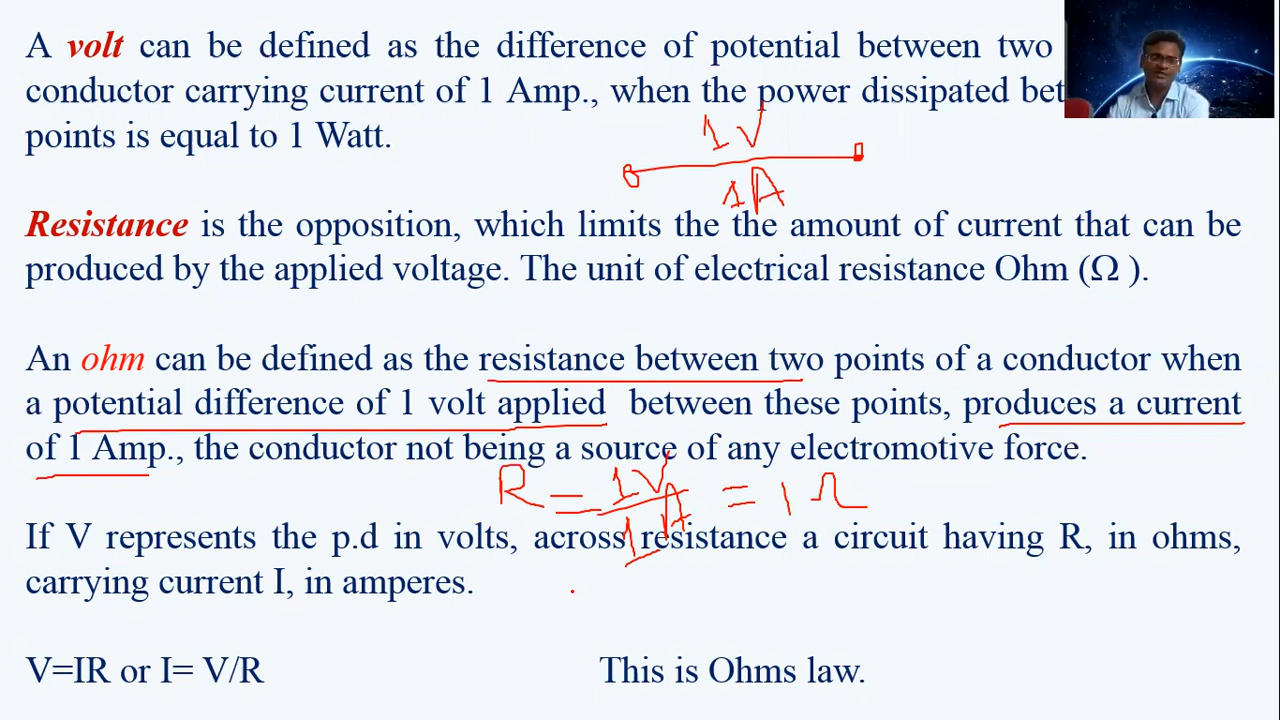 A volt can be defined as the difference of potential between two
conductor carrying current of 1 Amp., when the power dissipated bet
points is equal to 1 Watt.
1V
1A
Resistance is the opposition, which limits the the amount of current that can be
produced by the applied voltage. The unit of electrical resistance Ohm (Ω ).
An ohm can be defined as the resistance between two points of a conductor when
a potential difference of 1 volt applied between these points, produces a current
of 1 Amp., the conductor not being a source of any electromotive force.
R = 1V / 1A = 1 Ω
If V represents the p.d in volts, across resistance a circuit having R, in ohms,
carrying current I, in amperes.
V=IR or I= V/R This is Ohms law.